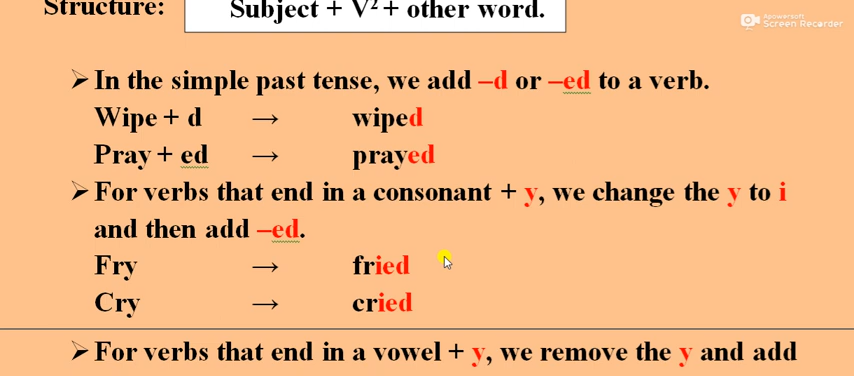 Structure: Subject + V² + other word.
Apowersoft
Screen Recorder
➢ In the simple past tense, we add –d or –ed to a verb.
Wipe + d → wiped
Pray + ed → prayed
➢ For verbs that end in a consonant + y, we change the y to i
and then add –ed.
Fry → fried
Cry → cried
➢ For verbs that end in a vowel + y, we remove the y and add